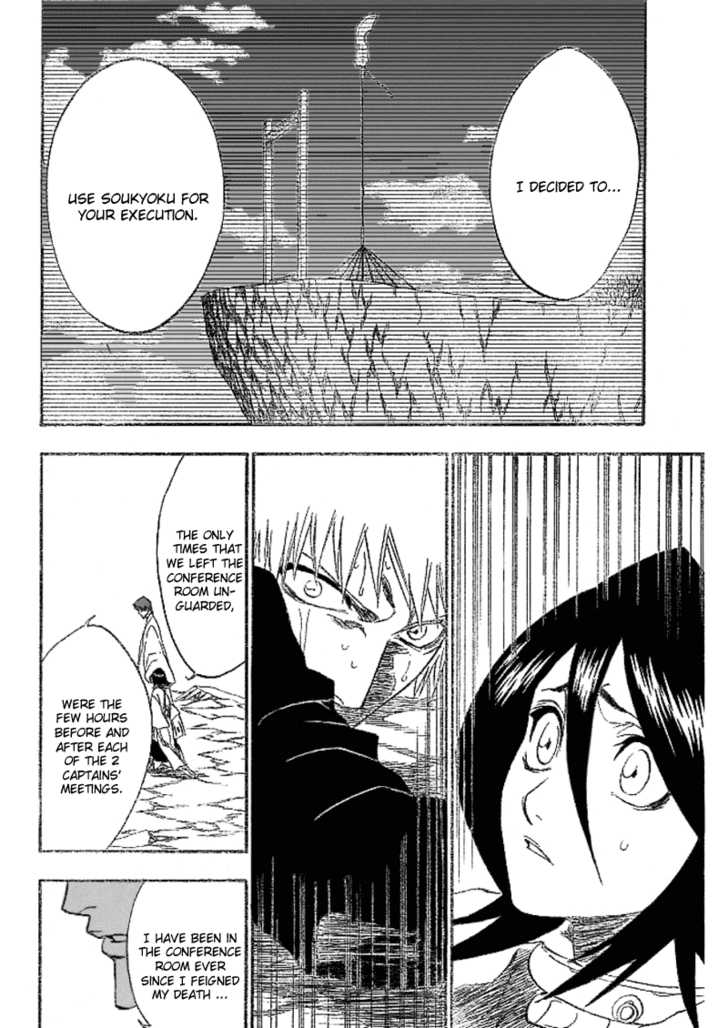 I DECIDED TO...
USE SOUKYOKU FOR
YOUR EXECUTION.
THE ONLY
TIMES THAT
WE LEFT THE
CONFERENCE
ROOM UN-
GUARDED,
WERE THE
FEW HOURS
BEFORE AND
AFTER EACH
OF THE 2
CAPTAINS'
MEETINGS.
I HAVE BEEN IN
THE CONFERENCE
ROOM EVER
SINCE I FEIGNED
MY DEATH ...